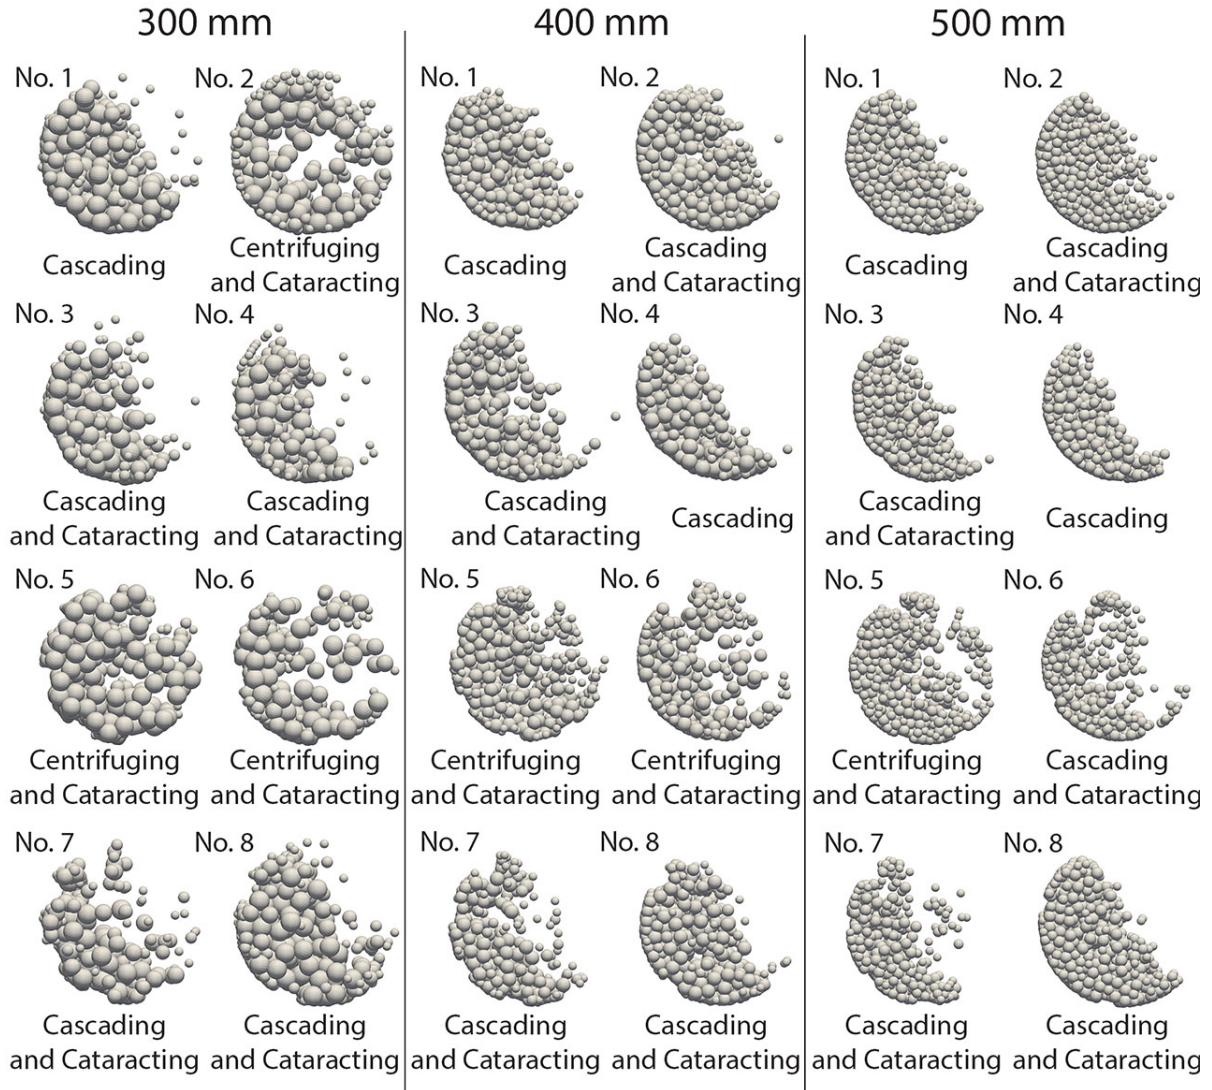 300 mm
400 mm
500 mm
No. 1
No. 2
No. 1
No. 2
No. 1
No. 2
Cascading
Centrifuging
and Cataracting
Cascading
Cascading
and Cataracting
Cascading
Cascading
and Cataracting
No. 3
No. 4
No. 3
No. 4
No. 3
No. 4
Cascading
and Cataracting
Cascading
and Cataracting
Cascading
and Cataracting
Cascading
Cascading
and Cataracting
Cascading
No. 5
No. 6
No. 5
No. 6
No. 5
No. 6
Centrifuging
and Cataracting
Centrifuging
and Cataracting
Centrifuging
and Cataracting
Centrifuging
and Cataracting
Centrifuging
and Cataracting
Cascading
and Cataracting
No. 7
No. 8
No. 7
No. 8
No. 7
No. 8
Cascading
and Cataracting
Cascading
and Cataracting
Cascading
and Cataracting
Cascading
and Cataracting
Cascading
and Cataracting
Cascading
and Cataracting